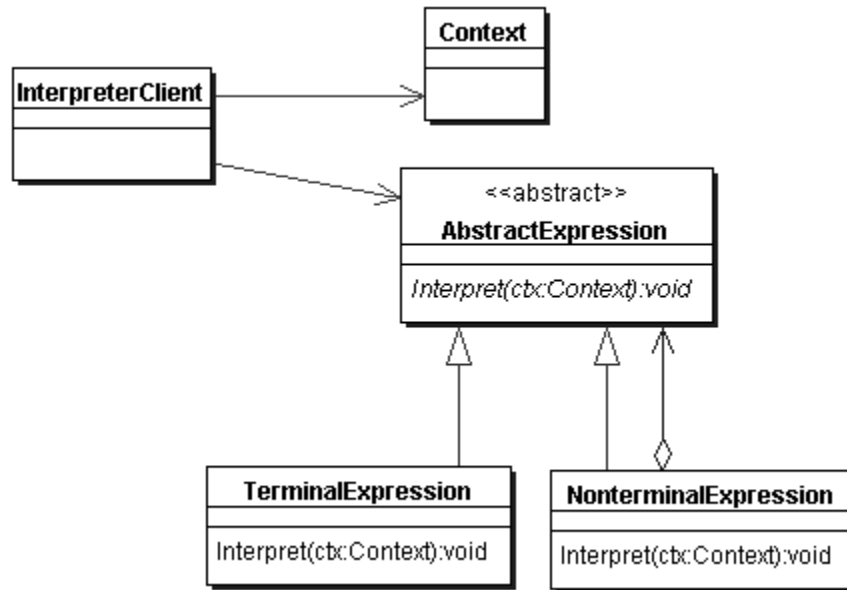 Context
InterpreterClient
<<abstract>>
AbstractExpression
Interpret(ctx:Context):void
TerminalExpression
Interpret(ctx:Context):void
NonterminalExpression
Interpret(ctx:Context):void